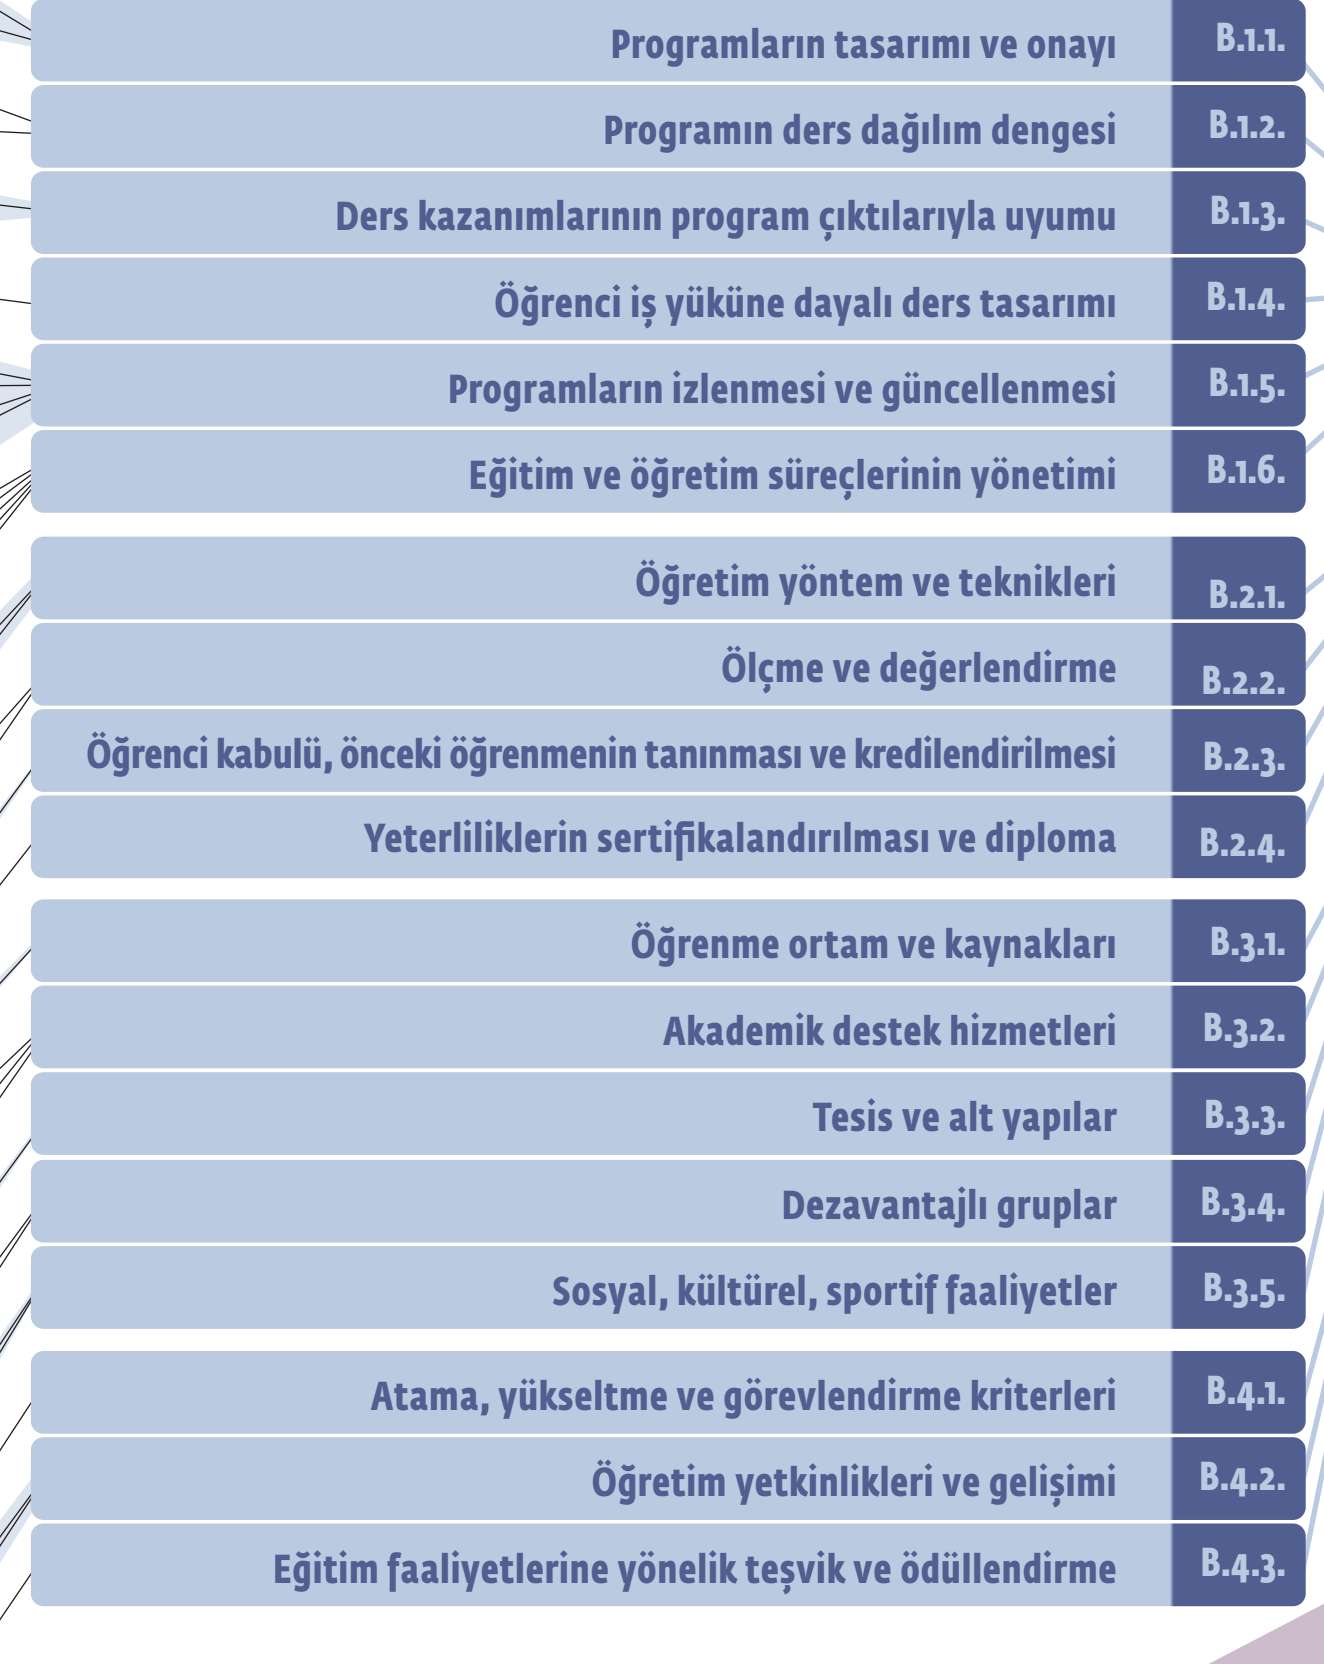 Programların tasarımı ve onayı B.1.1.
Programın ders dağılım dengesi B.1.2.
Ders kazanımlarının program çıktılarıyla uyumu B.1.3.
Öğrenci iş yüküne dayalı ders tasarımı B.1.4.
Programların izlenmesi ve güncellenmesi B.1.5.
Eğitim ve öğretim süreçlerinin yönetimi B.1.6.
Öğretim yöntem ve teknikleri B.2.1.
Ölçme ve değerlendirme B.2.2.
Öğrenci kabulü, önceki öğrenmenin tanınması ve kredilendirilmesi B.2.3.
Yeterliliklerin sertifikalandırılması ve diploma B.2.4.
Öğrenme ortam ve kaynakları B.3.1.
Akademik destek hizmetleri B.3.2.
Tesis ve alt yapılar B.3.3.
Dezavantajlı gruplar B.3.4.
Sosyal, kültürel, sportif faaliyetler B.3.5.
Atama, yükseltme ve görevlendirme kriterleri B.4.1.
Öğretim yetkinlikleri ve gelişimi B.4.2.
Eğitim faaliyetlerine yönelik teşvik ve ödüllendirme B.4.3.